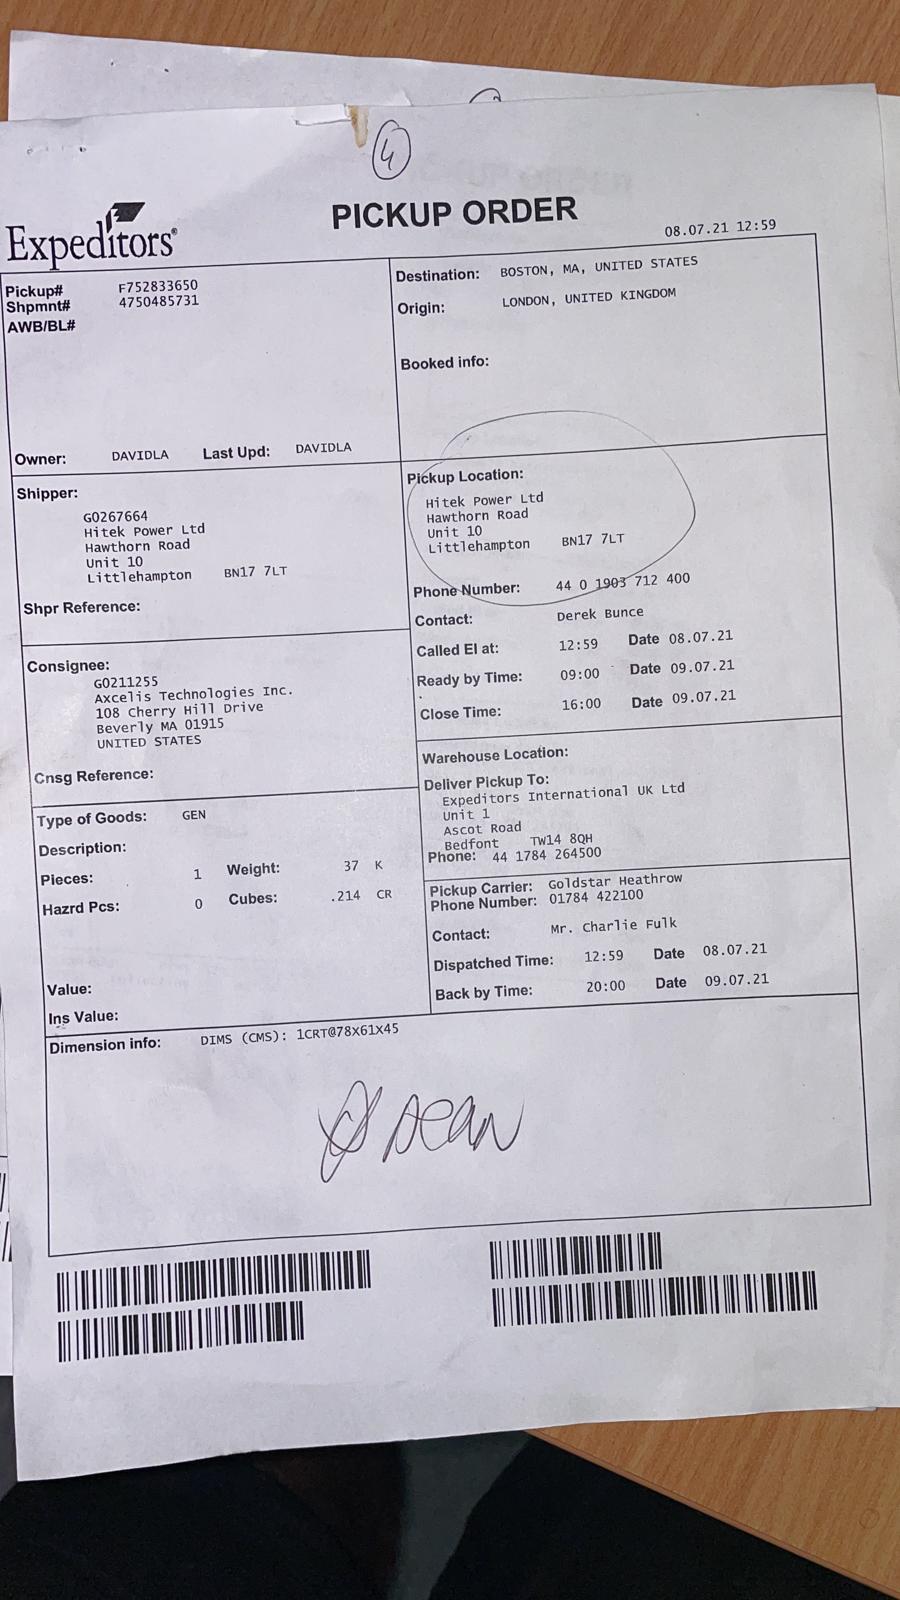 4
Expeditors®
PICKUP ORDER
08.07.21 12:59
Pickup# F752833650
Shpmnt# 4750485731
AWB/BL#
Owner: DAVIDLA Last Upd: DAVIDLA
Destination: BOSTON, MA, UNITED STATES
Origin: LONDON, UNITED KINGDOM
Booked info:
Shipper:
G0267664
Hitek Power Ltd
Hawthorn Road
Unit 10
Littlehampton BN17 7LT
Shpr Reference:
Pickup Location:
Hitek Power Ltd
Hawthorn Road
Unit 10
Littlehampton BN17 7LT
Phone Number: 44 0 1903 712 400
Contact: Derek Bunce
Called EI at: 12:59 Date 08.07.21
Ready by Time: 09:00 Date 09.07.21
Close Time: 16:00 Date 09.07.21
Consignee:
G0211255
Axcelis Technologies Inc.
108 Cherry Hill Drive
Beverly MA 01915
UNITED STATES
Cnsg Reference:
Warehouse Location:
Deliver Pickup To:
Expeditors International UK Ltd
Unit 1
Ascot Road
Bedfont TW14 8QH
Phone: 44 1784 264500
Type of Goods: GEN
Description:
Pieces: 1 Weight: 37 K
Hazrd Pcs: 0 Cubes: .214 CR
Value:
Ins Value:
Pickup Carrier: Goldstar Heathrow
Phone Number: 01784 422100
Contact: Mr. Charlie Fulk
Dispatched Time: 12:59 Date 08.07.21
Back by Time: 20:00 Date 09.07.21
Dimension info: DIMS (CMS): 1CRT@78X61X45
DEAN